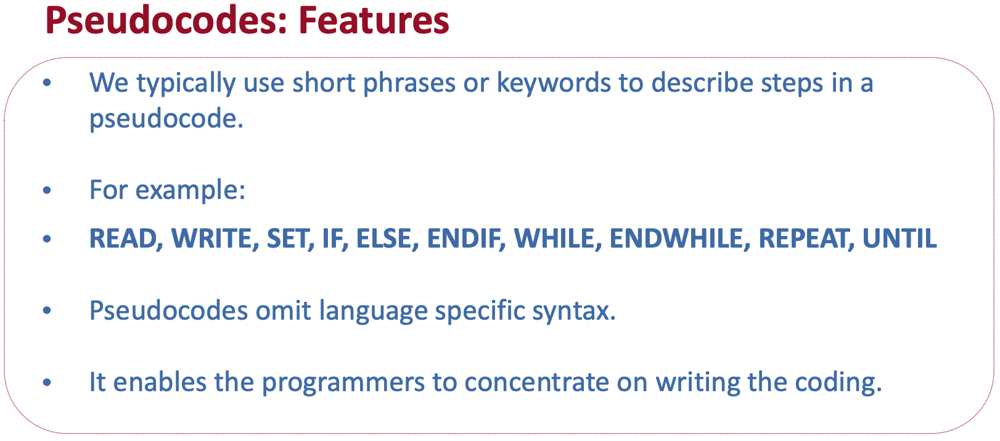 Pseudocodes: Features
• We typically use short phrases or keywords to describe steps in a
pseudocode.
• For example:
• READ, WRITE, SET, IF, ELSE, ENDIF, WHILE, ENDWHILE, REPEAT, UNTIL
• Pseudocodes omit language specific syntax.
• It enables the programmers to concentrate on writing the coding.